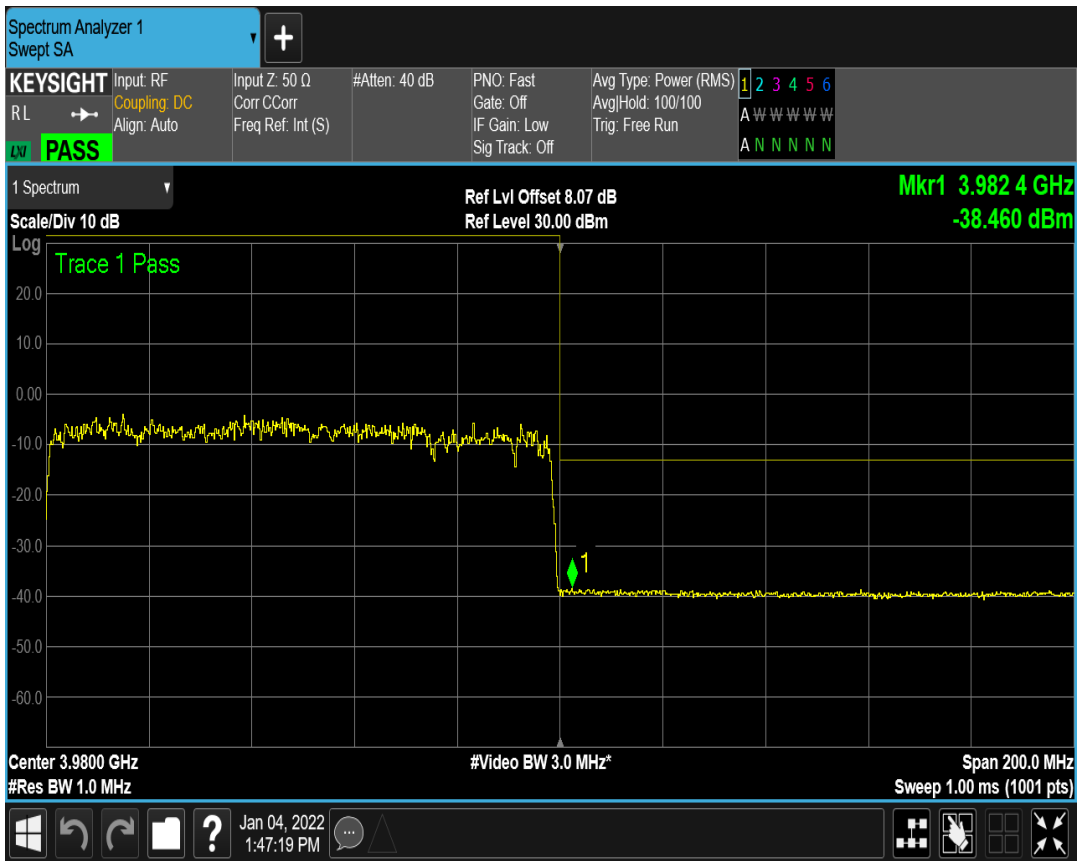 Spectrum Analyzer 1
Swept SA
+
KEYSIGHT
R L
LXI PASS
Input: RF
Coupling: DC
Align: Auto
Input Z: 50 Ω
Corr CCorr
Freq Ref: Int (S)
#Atten: 40 dB
PNO: Fast
Gate: Off
IF Gain: Low
Sig Track: Off
Avg Type: Power (RMS)
Avg|Hold: 100/100
Trig: Free Run
1 2 3 4 5 6
A W W W W W
A N N N N N
1 Spectrum
Scale/Div 10 dB
Ref Lvl Offset 8.07 dB
Ref Level 30.00 dBm
Mkr1 3.982 4 GHz
-38.460 dBm
Log
Trace 1 Pass
20.0
10.0
0.00
-10.0
-20.0
-30.0
1
-40.0
-50.0
-60.0
Center 3.9800 GHz
#Video BW 3.0 MHz*
Span 200.0 MHz
#Res BW 1.0 MHz
Sweep 1.00 ms (1001 pts)
?
Jan 04, 2022
1:47:19 PM